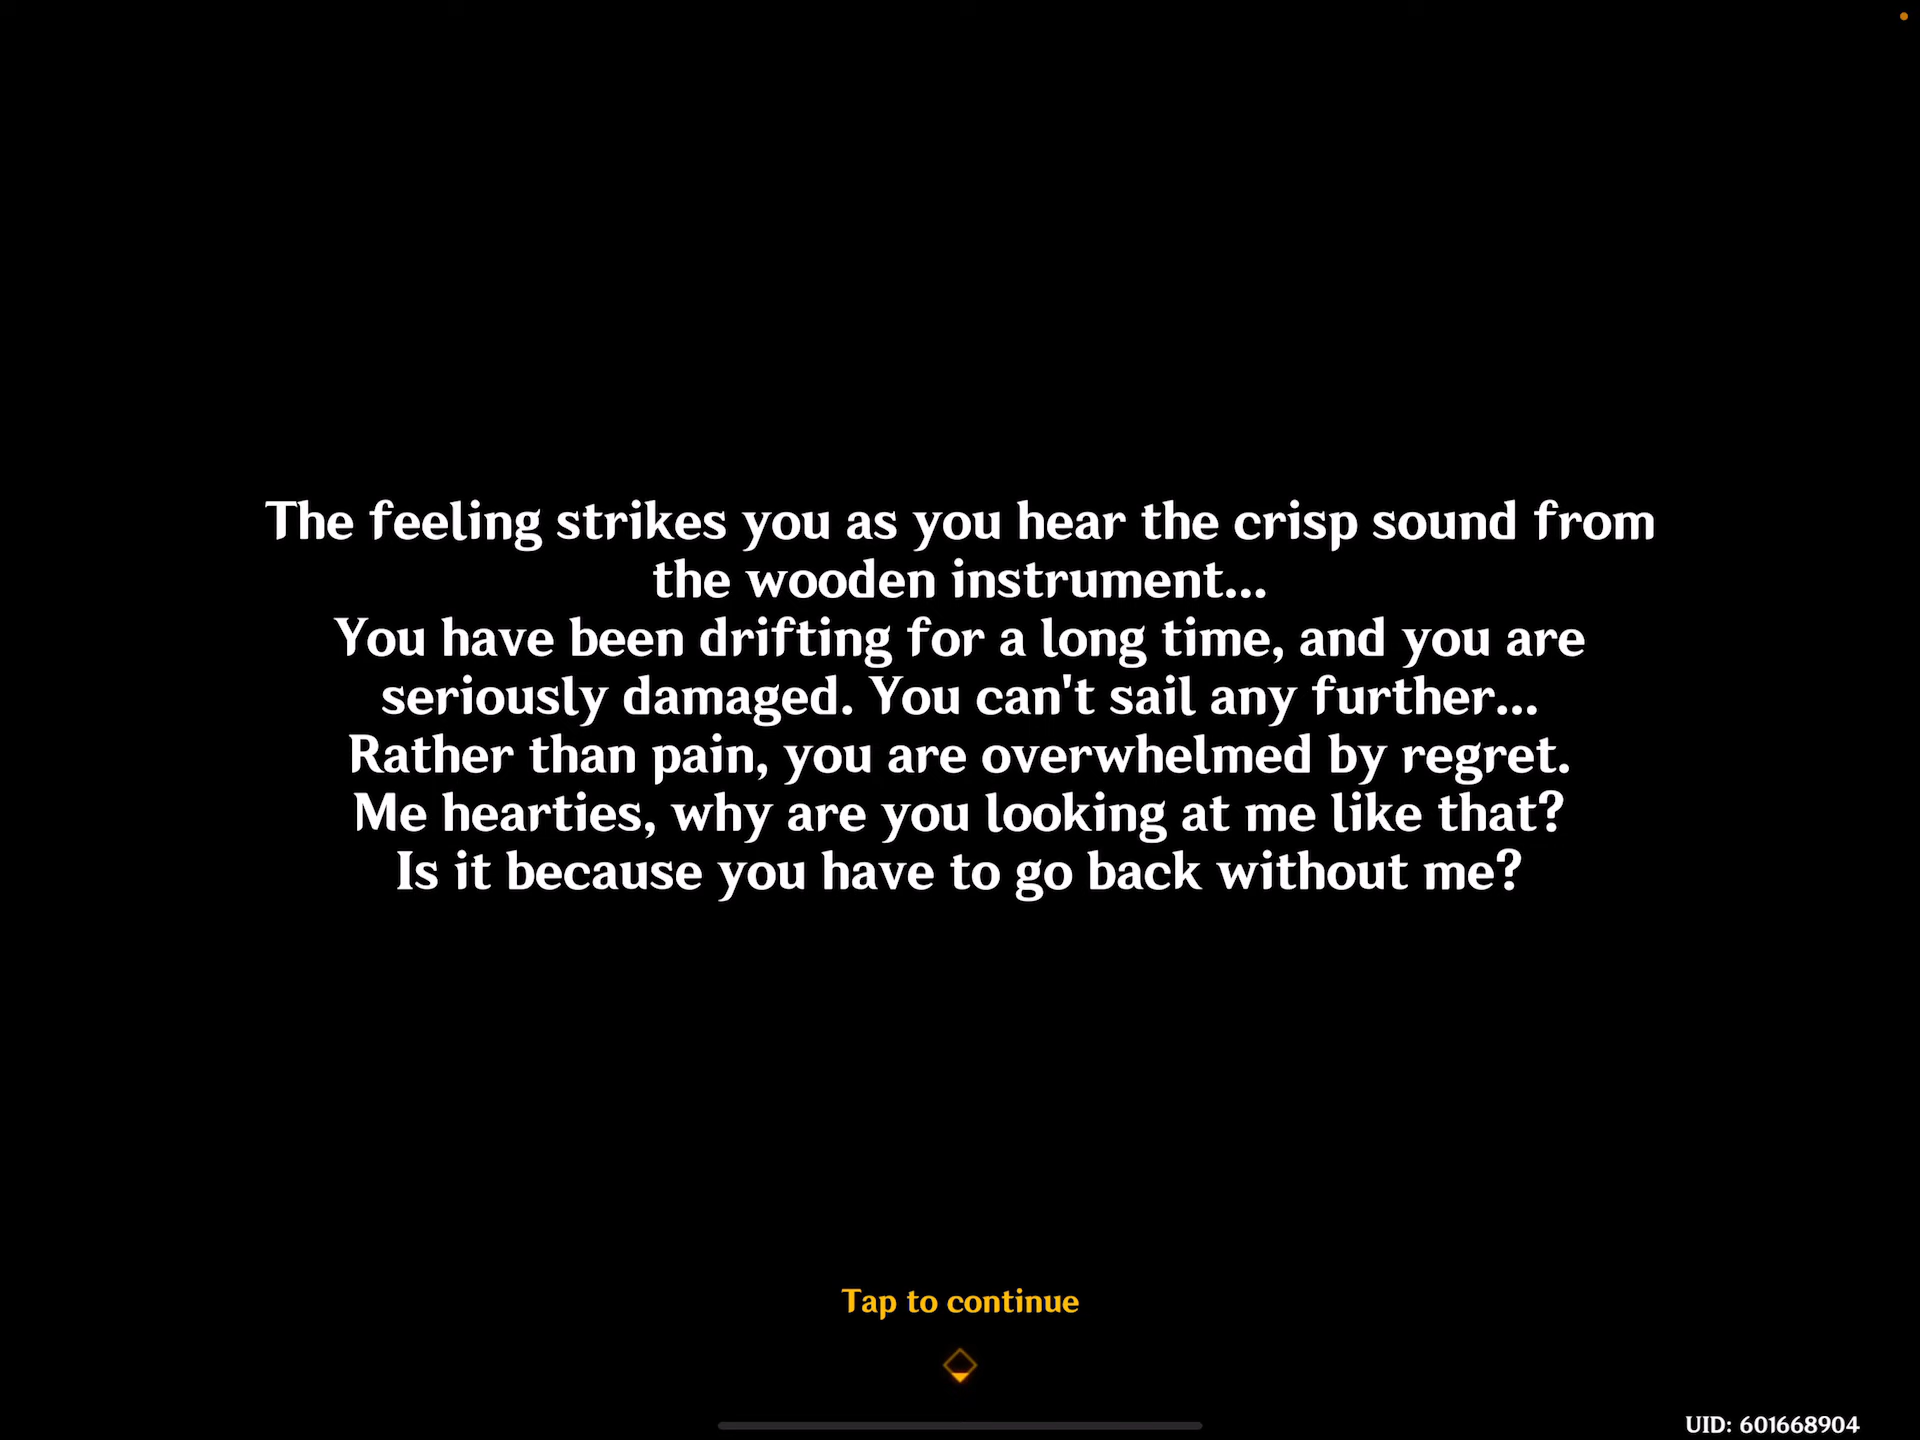 The feeling strikes you as you hear the crisp sound from
the wooden instrument...
You have been drifting for a long time, and you are
seriously damaged. You can't sail any further...
Rather than pain, you are overwhelmed by regret.
Me hearties, why are you looking at me like that?
Is it because you have to go back without me?
Tap to continue
UID: 601668904